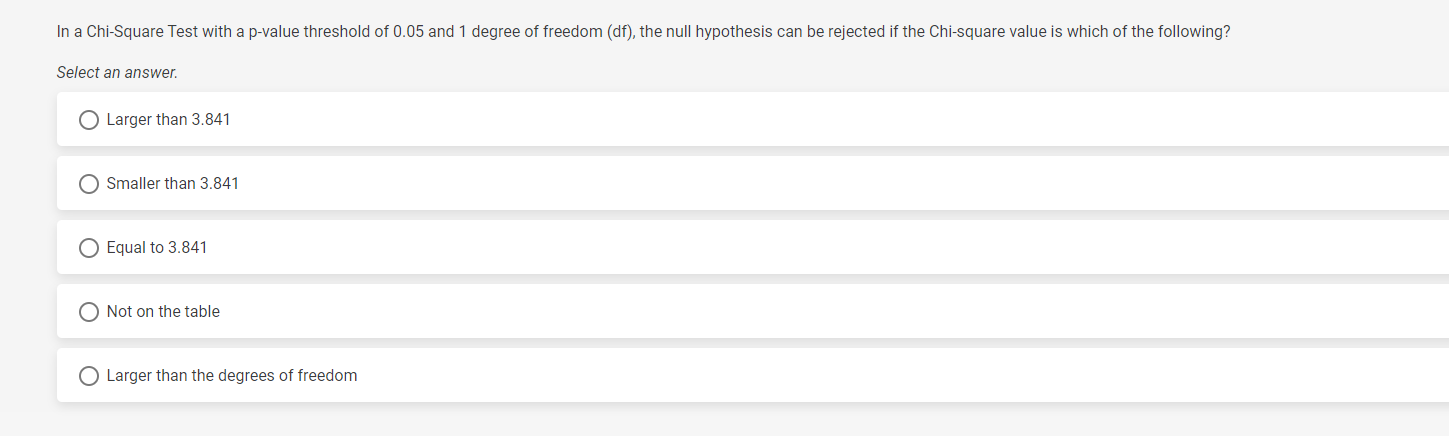 In a Chi-Square Test with a p-value threshold of 0.05 and 1 degree of freedom (df), the null hypothesis can be rejected if the Chi-square value is which of the following?
Select an answer.
Larger than 3.841
Smaller than 3.841
Equal to 3.841
Not on the table
Larger than the degrees of freedom